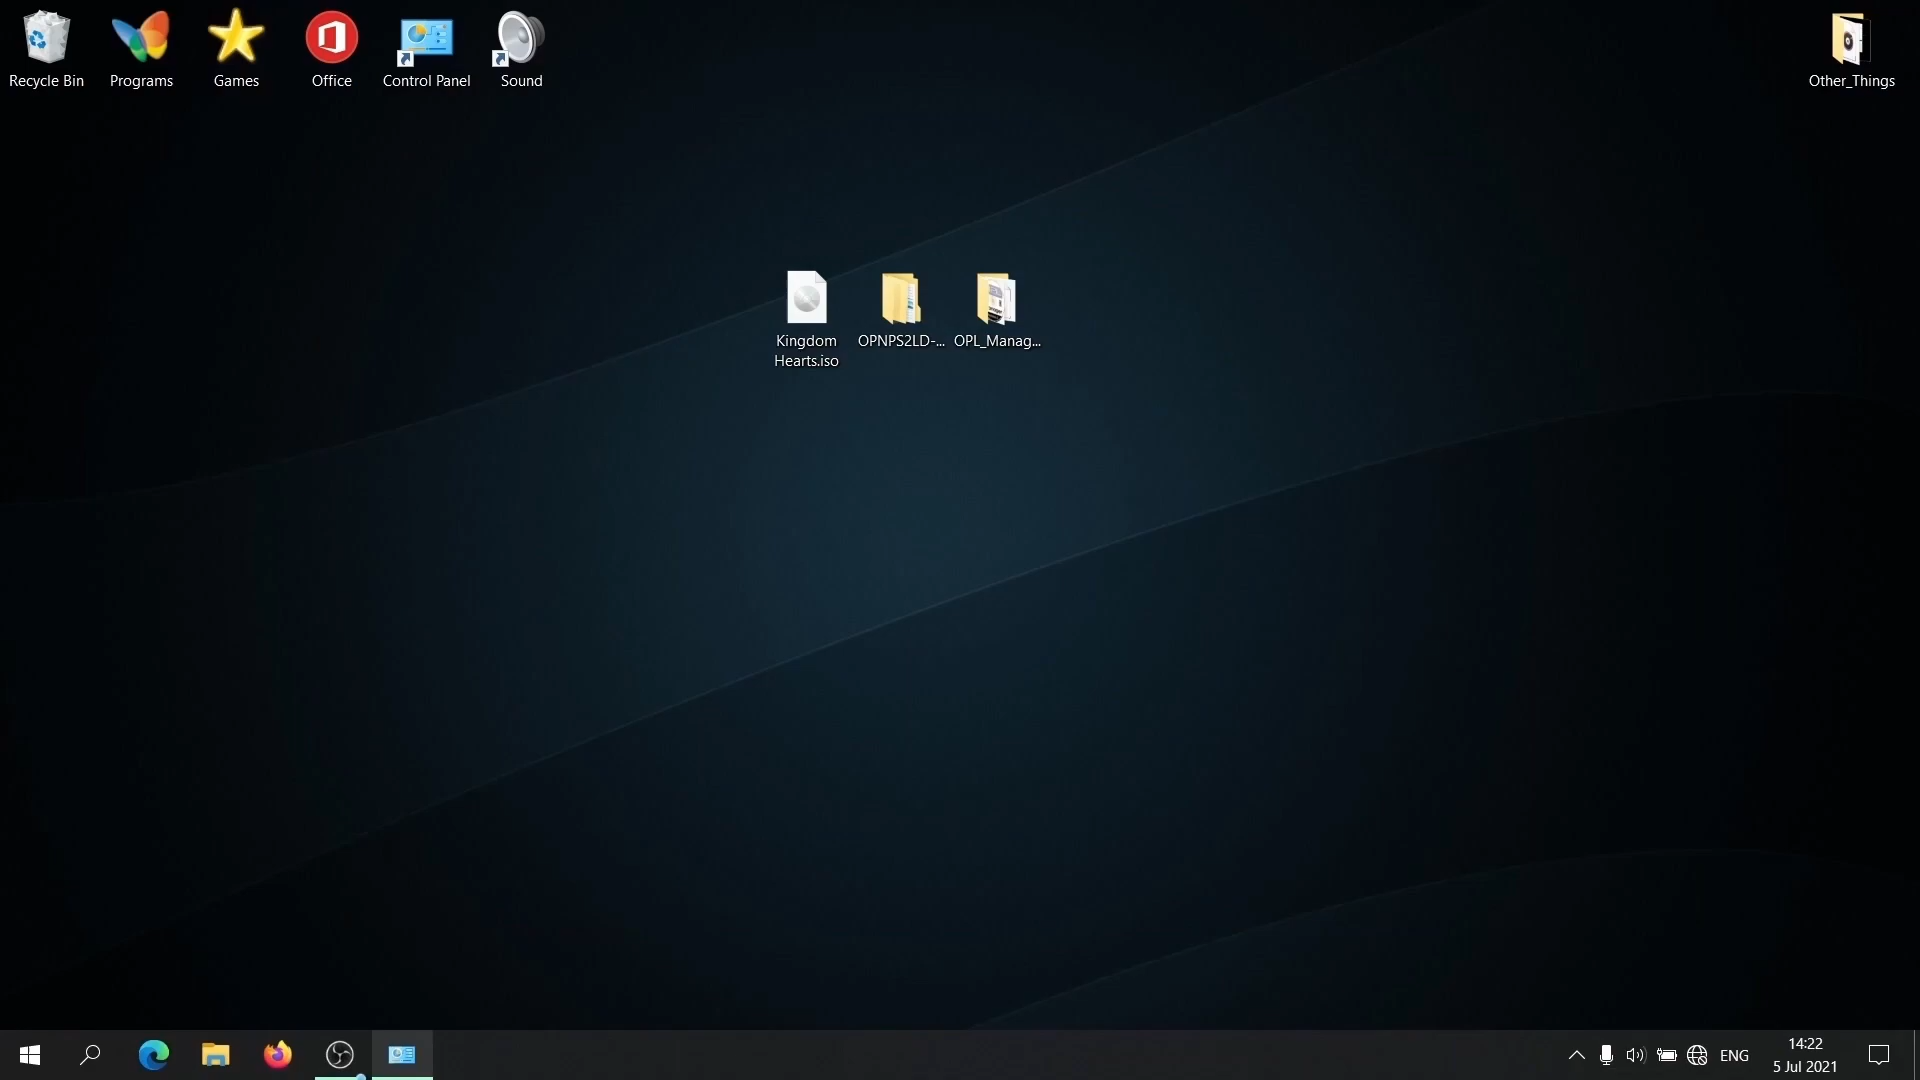 Recycle Bin
Programs
Games
Office
Control Panel
Sound
Other_Things
Kingdom
Hearts.iso
OPNPS2LD-...
OPL_Manag...
ENG
14:22
5 Jul 2021